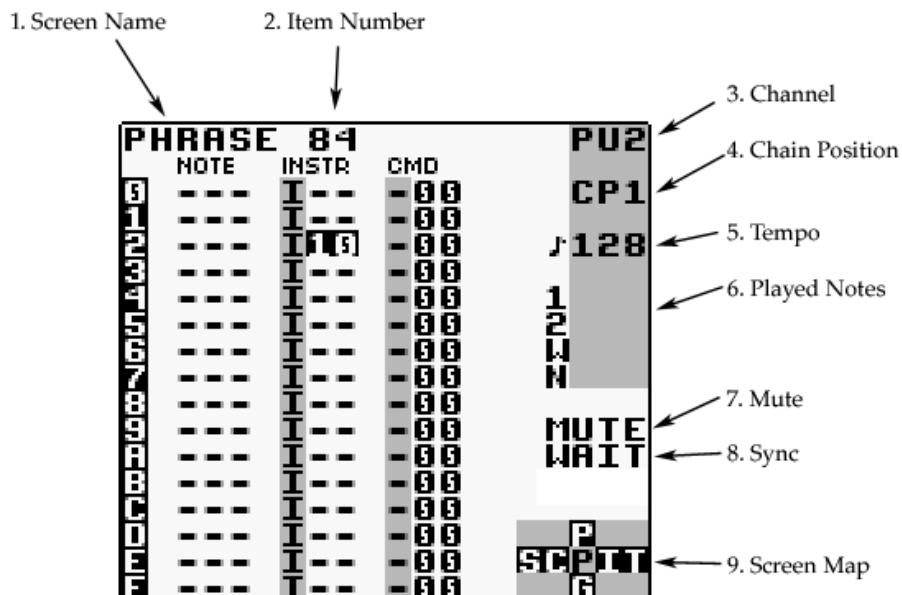 1. Screen Name
2. Item Number
3. Channel
PHRASE 84 PU2
4. Chain Position
NOTE INSTR CMD
0 --- I-- -00 CP1
1 --- I-- -00
2 --- I10 -00 ♪128
5. Tempo
3 --- I-- -00
4 --- I-- -00 1
6. Played Notes
5 --- I-- -00 2
6 --- I-- -00 W
7 --- I-- -00 N
8 --- I-- -00
7. Mute
9 --- I-- -00 MUTE
A --- I-- -00 WAIT
8. Sync
B --- I-- -00
C --- I-- -00
D --- I-- -00 P
E --- I-- -00 SCPIT
9. Screen Map
F --- I-- -00 G